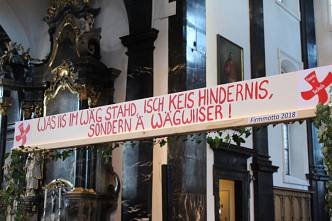 WAS IIS IM WÄG STAHD, ISCH KEIS HINDERNIS,
SONDERN Ä WÄGWIISER !
Firmmotto 2018